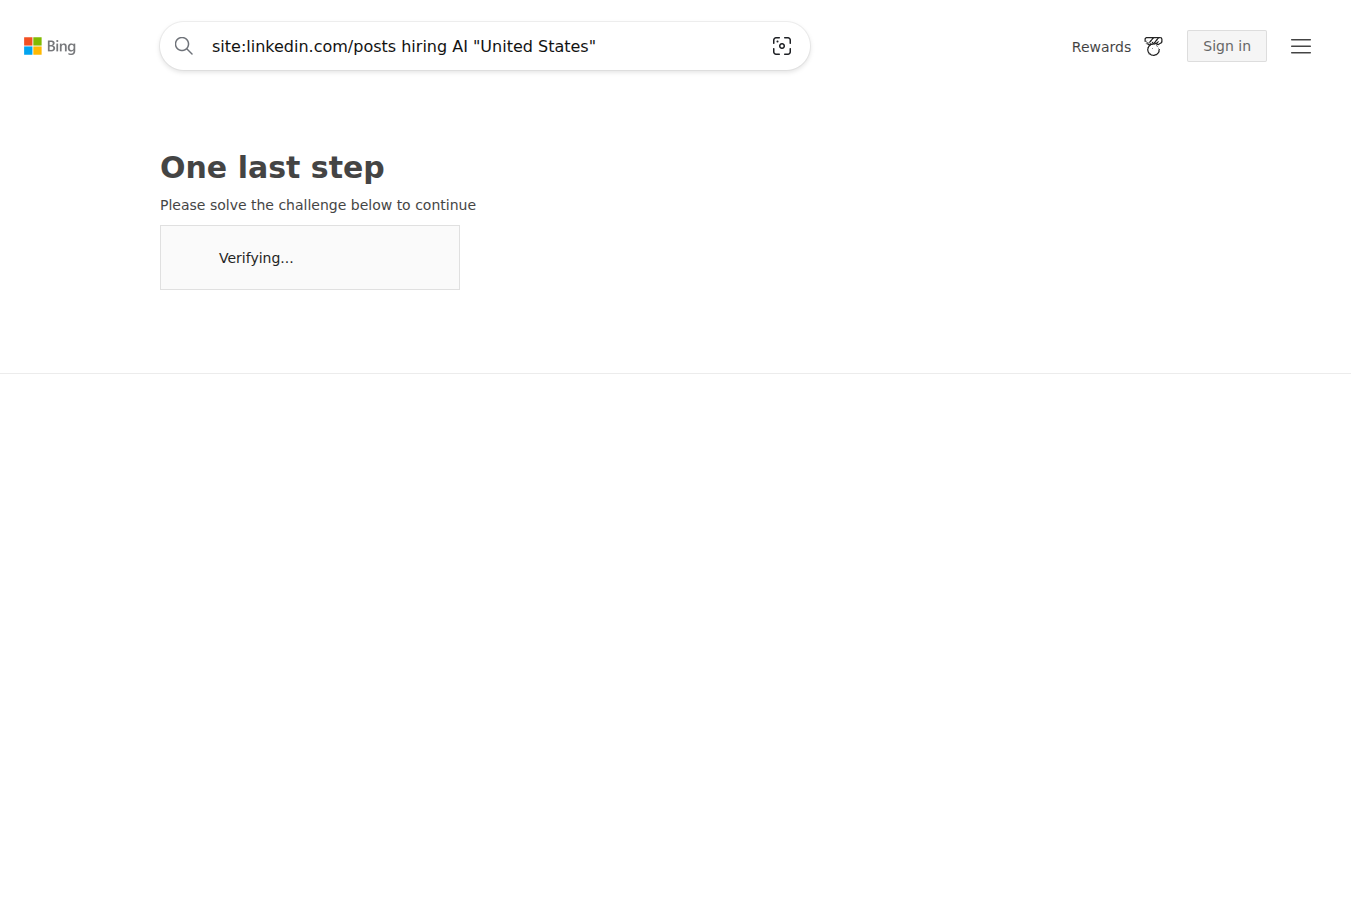 Bing
site:linkedin.com/posts hiring AI "United States"
Rewards
Sign in
One last step
Please solve the challenge below to continue
Verifying...